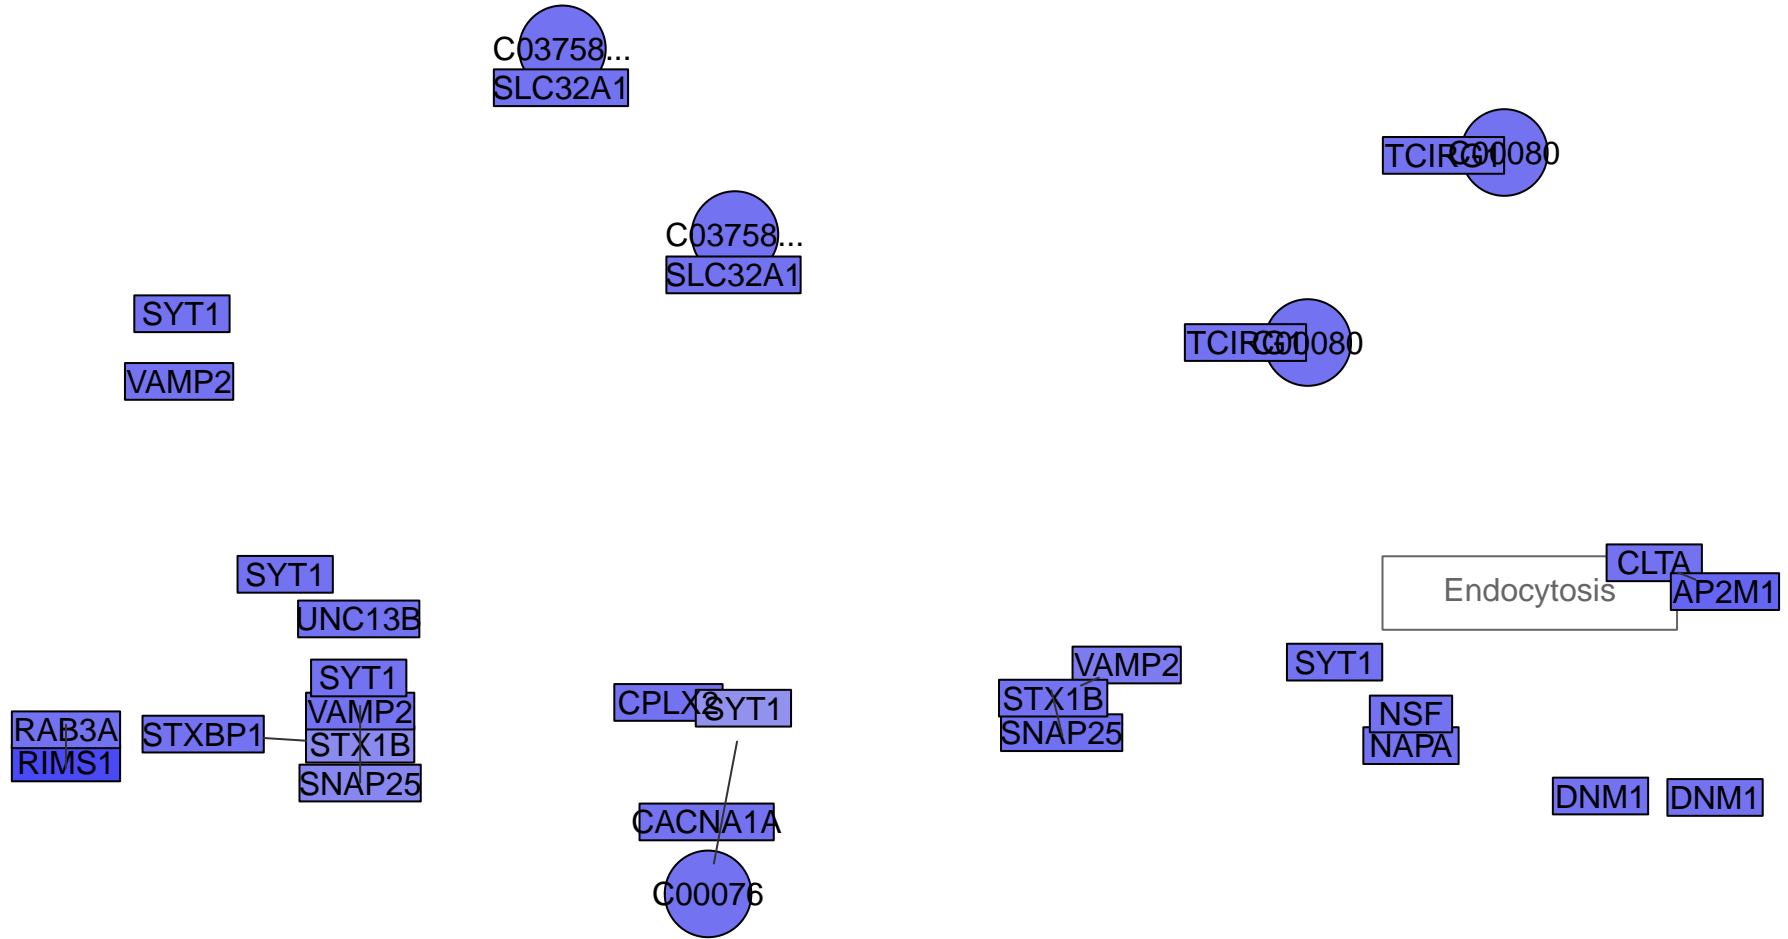 C03758...
SLC32A1
TCIRG1
C00080
C03758...
SLC32A1
SYT1
TCIRG1
C00080
VAMP2
SYT1
UNC13B
CLTA
Endocytosis
AP2M1
SYT1
VAMP2
STX1B
SNAP25
RAB3A
RIMS1
STXBP1
CPLX2
SYT1
VAMP2
STX1B
SNAP25
SYT1
NSF
NAPA
DNM1
DNM1
CACNA1A
C00076